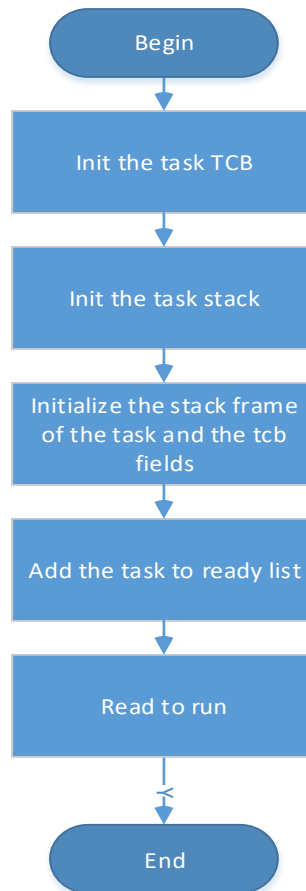 Begin
Init the task TCB
Init the task stack
Initialize the stack frame
of the task and the tcb
fields
Add the task to ready list
Read to run
Y
End